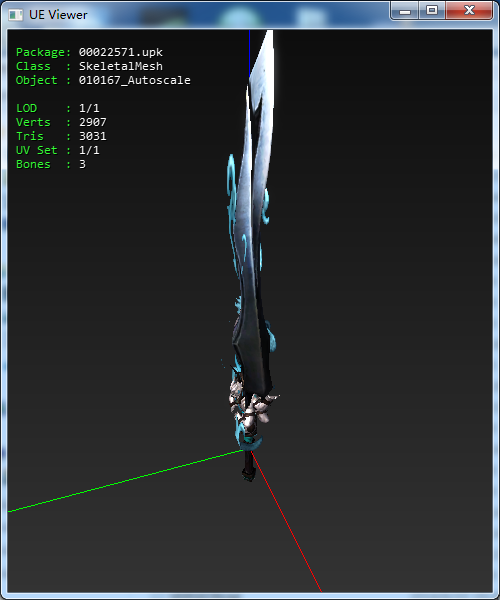 UE Viewer
Package: 00022571.upk
Class : SkeletalMesh
Object : 010167_Autoscale
LOD : 1/1
Verts : 2907
Tris : 3031
UV Set : 1/1
Bones : 3